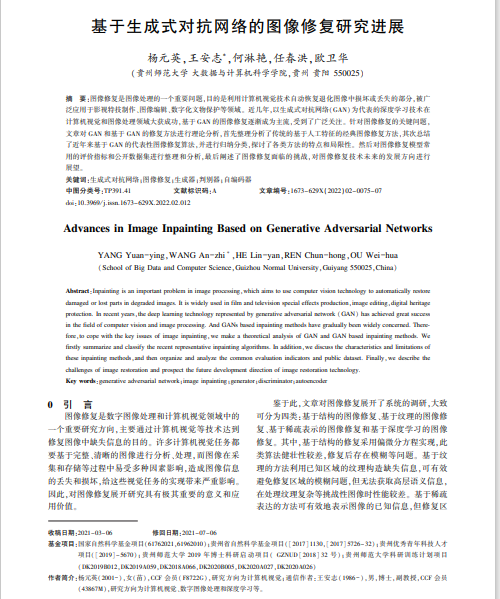 基于生成式对抗网络的图像修复研究进展
杨元英,王安志*,何淋艳,任春洪,欧卫华
(贵州师范大学 大数据与计算机科学学院,贵州 贵阳 550025)
摘 要:图像修复是图像处理的一个重要问题,目的是利用计算机视觉技术自动恢复退化图像中损坏或丢失的部分,被广
泛应用于影视特技制作、图像编辑、数字化文物保护等领域。近几年,以生成式对抗网络(GAN)为代表的深度学习技术在
计算机视觉和图像处理领域大获成功,基于 GAN 的图像修复逐渐成为主流,受到了广泛关注。针对图像修复的关键问题,
文章对 GAN 和基于 GAN 的修复方法进行理论分析,首先整理分析了传统的基于人工特征的经典图像修复方法,其次总结
了近年来基于 GAN 的代表性图像修复算法,并进行归纳分类,探讨了各类方法的特点和局限性。然后对图像修复模型常
用的评价指标和公开数据集进行整理和分析,最后阐述了图像修复面临的挑战,对图像修复技术未来的发展方向进行
展望。
关键词:生成式对抗网络;图像修复;生成器;判别器;自编码器
中图分类号:TP391.41 文献标识码:A 文章编号:1673-629X(2022)02-0075-07
doi:10.3969/j.issn.1673-629X.2022.02.012
Advances in Image Inpainting Based on Generative Adversarial Networks
YANG Yuan-ying,WANG An-zhi*,HE Lin-yan,REN Chun-hong,OU Wei-hua
(School of Big Data and Computer Science,Guizhou Normal University,Guiyang 550025,China)
Abstract:Inpainting is an important problem in image processing,which aims to use computer vision technology to automatically restore
damaged or lost parts in degraded images. It is widely used in film and television special effects production,image editing,digital heritage
protection. In recent years,the deep learning technology represented by generative adversarial network (GAN) has achieved great success
in the field of computer vision and image processing. And GANs based inpainting methods have gradually been widely concerned. There-
fore,to cope with the key issues of image inpainting,we make a theoretical analysis of GAN and GAN based inpainting methods. We
firstly summarize and classify the recent representative inpainting algorithms. In addition,we discuss the characteristics and limitations of
these inpainting methods,and then organize and analyze the common evaluation indicators and public dataset. Finally,we describe the
challenges of image restoration and prospect the future development direction of image restoration technology.
Key words:generative adversarial network;image inpainting;generator;discriminator;autoencoder
0 引 言
图像修复是数字图像处理和计算机视觉领域中的
一个重要研究方向,主要通过计算机视觉等技术达到
修复图像中缺失信息的目的。许多计算机视觉任务都
要基于完整、清晰的图像进行分析、处理,而图像在采
集和存储等过程中易受多种因素影响,造成图像信息
的丢失和损坏,给这些视觉任务的实现带来严重影响。
因此,对图像修复展开研究具有极其重要的意义和应
用价值。
鉴于此,文章对图像修复展开了系统的调研,大致
可分为四类:基于结构的图像修复、基于纹理的图像修
复、基于稀疏表示的图像修复和基于深度学习的图像
修复。其中,基于结构的修复采用偏微分方程实现,此
类算法健壮性较差,修复后存在模糊等问题。基于纹
理的方法利用已知区域的纹理构造缺失信息,可有效
避免修复区域的模糊问题,但无法获取高层语义信息,
在处理纹理复杂等挑战性图像时性能较差。基于稀疏
表达的方法可有效地表示图像的已知信息,但修复区
收稿日期:2021-03-06 修回日期:2021-07-06
基金项目:国家自然科学基金项目(61762021,61962010);贵州省自然科学基金项目([2017]1130,[2017]5726-32);贵州优秀青年科技人才
项目([2019]-5670);贵州师范大学 2019 年博士科研启动项目( GZNUD[2018]32 号);贵州师范大学科研训练计划项目
(DK2019B012,DK2019A059,DK2018A066,DK2020B005,DK2020A027,DK2020A026)
作者简介:杨元英(2001-),女(苗),CCF 会员(F8722G),研究方向为计算机视觉;通信作者:王安志(1986-),男,博士,副教授,CCF 会员
(43867M),研究方向为计算机视觉、数字图像处理和深度学习等。